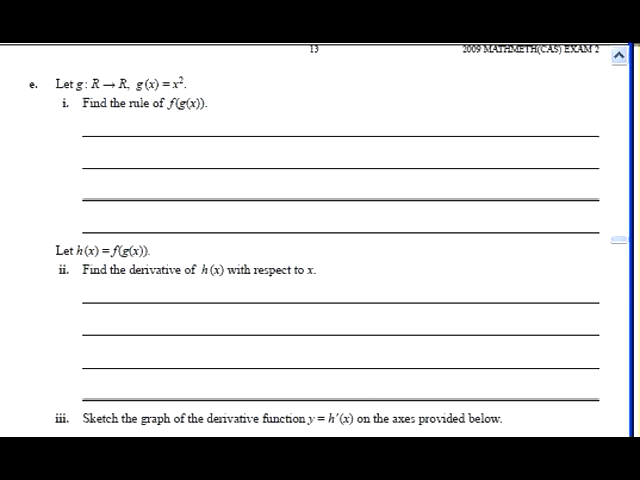 13 2009 MATHMETH(CAS) EXAM 2
e. Let g : R → R, g(x) = x².
i. Find the rule of f(g(x)).
Let h(x) = f(g(x)).
ii. Find the derivative of h(x) with respect to x.
iii. Sketch the graph of the derivative function y = h′(x) on the axes provided below.